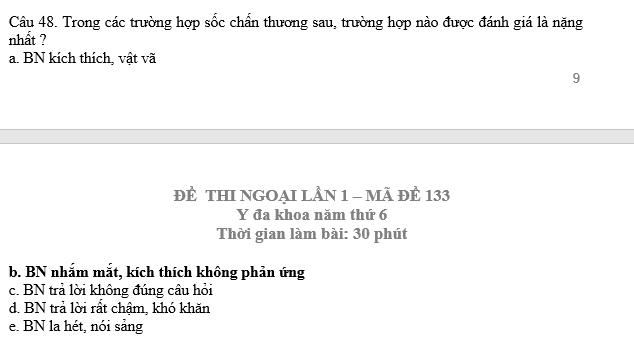 Câu 48. Trong các trường hợp sốc chấn thương sau, trường hợp nào được đánh giá là nặng
nhất ?
a. BN kích thích, vật vã
9
ĐỀ THI NGOẠI LẦN 1 – MÃ ĐỀ 133
Y đa khoa năm thứ 6
Thời gian làm bài: 30 phút
b. BN nhắm mắt, kích thích không phản ứng
c. BN trả lời không đúng câu hỏi
d. BN trả lời rất chậm, khó khăn
e. BN la hét, nói sảng